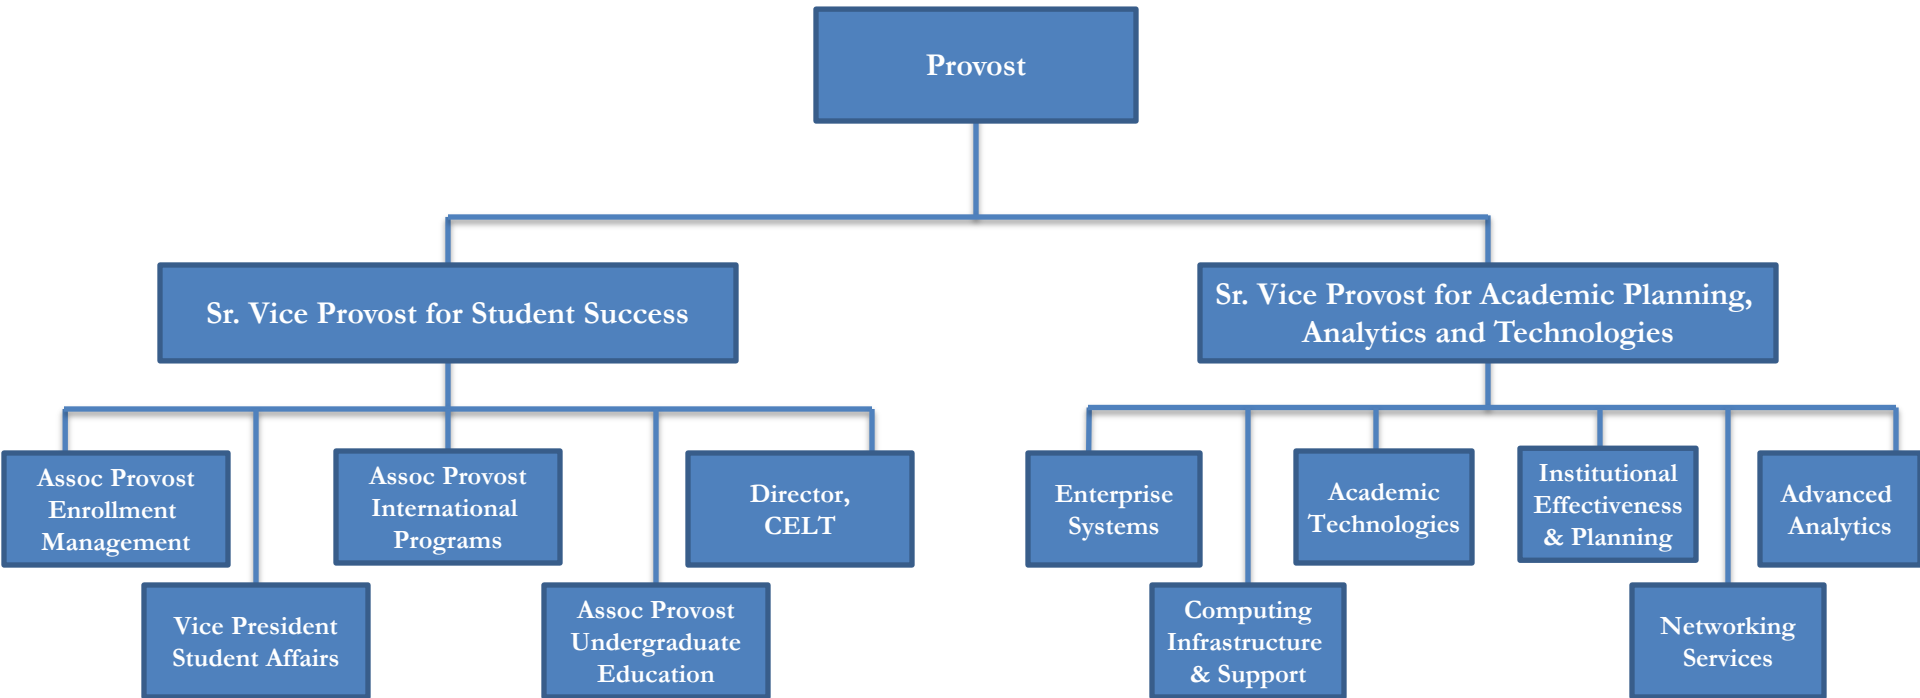 Provost
Sr. Vice Provost for Student Success
Sr. Vice Provost for Academic Planning,
Analytics and Technologies
Assoc Provost
Enrollment
Management
Vice President
Student Affairs
Assoc Provost
International
Programs
Assoc Provost
Undergraduate
Education
Director,
CELT
Enterprise
Systems
Computing
Infrastructure
& Support
Academic
Technologies
Institutional
Effectiveness
& Planning
Networking
Services
Advanced
Analytics